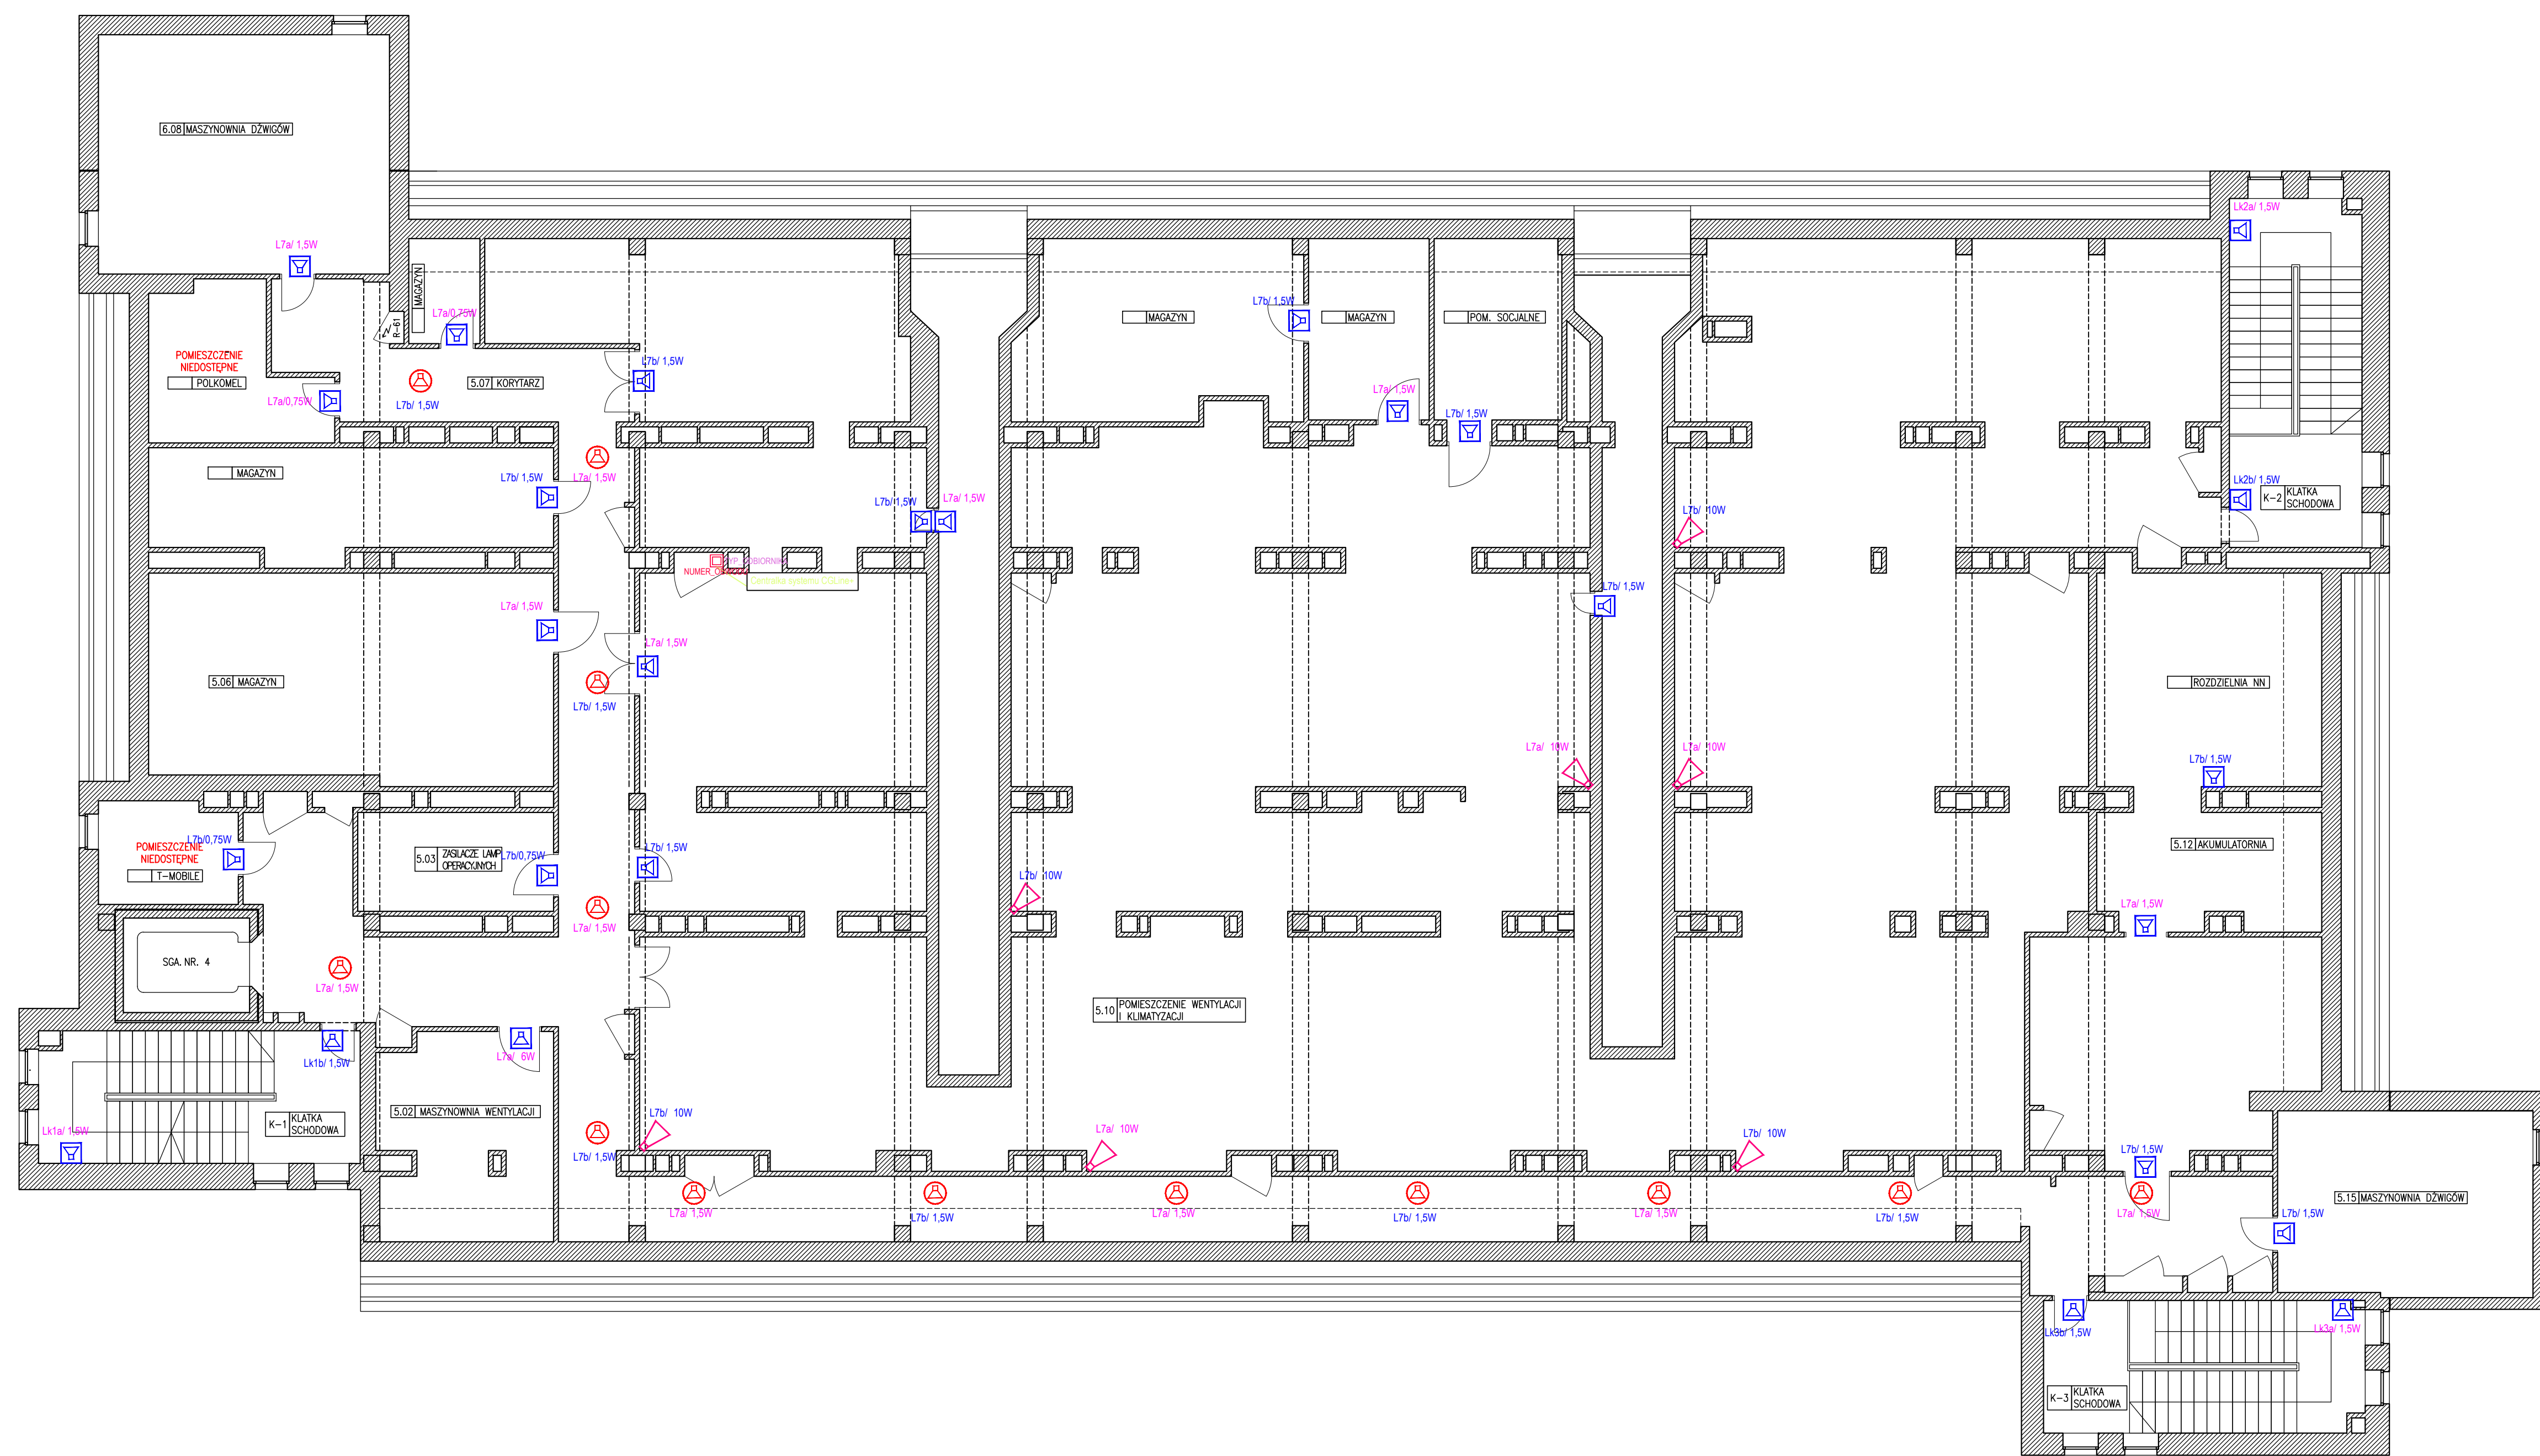 6.08 MASZYNOWNIA DŹWIGÓW
Lk2a/ 1,5W
L7a/ 1,5W
MAGAZYN
L7a/0,75W
R-61
L7b/ 1,5W
MAGAZYN
MAGAZYN
POM. SOCJALNE
POMIESZCZENIE
NIEDOSTĘPNE
POLKOMEL
L7a/0,75W
L7b/ 1,5W
5.07 KORYTARZ
L7b/ 1,5W
L7a/ 1,5W
L7b/ 1,5W
MAGAZYN
L7b/ 1,5W
L7a/ 1,5W
L7b/ 1,5W
L7a/ 1,5W
L7b/ 10W
Lk2b/ 1,5W
K-2 KLATKA
SCHODOWA
Centralka systemu CGLine+
L7a/ 1,5W
L7b/ 1,5W
L7a/ 1,5W
5.06 MAGAZYN
L7b/ 1,5W
ROZDZIELNIA NN
L7a/ 10W
L7a/ 10W
L7b/ 1,5W
L7b/0,75W
POMIESZCZENIE
NIEDOSTĘPNE
T-MOBILE
5.03 ZASILACZE LAMP
OPERACYJNYCH
L7b/0,75W
L7b/ 1,5W
5.12 AKUMULATORNIA
L7b/ 10W
L7a/ 1,5W
L7a/ 1,5W
SGA. NR. 4
L7a/ 1,5W
5.10 POMIESZCZENIE WENTYLACJI
I KLIMATYZACJI
Lk1b/ 1,5W
L7a/ 6W
5.02 MASZYNOWNIA WENTYLACJI
K-1 KLATKA
SCHODOWA
Lk1a/ 1,5W
L7b/ 10W
L7a/ 10W
L7b/ 10W
L7b/ 1,5W
L7b/ 1,5W
L7a/ 1,5W
L7b/ 1,5W
L7a/ 1,5W
L7b/ 1,5W
L7a/ 1,5W
L7b/ 1,5W
L7a/ 1,5W
L7b/ 1,5W
5.15 MASZYNOWNIA DŹWIGÓW
Lk3b/ 1,5W
Lk3a/ 1,5W
K-3 KLATKA
SCHODOWA